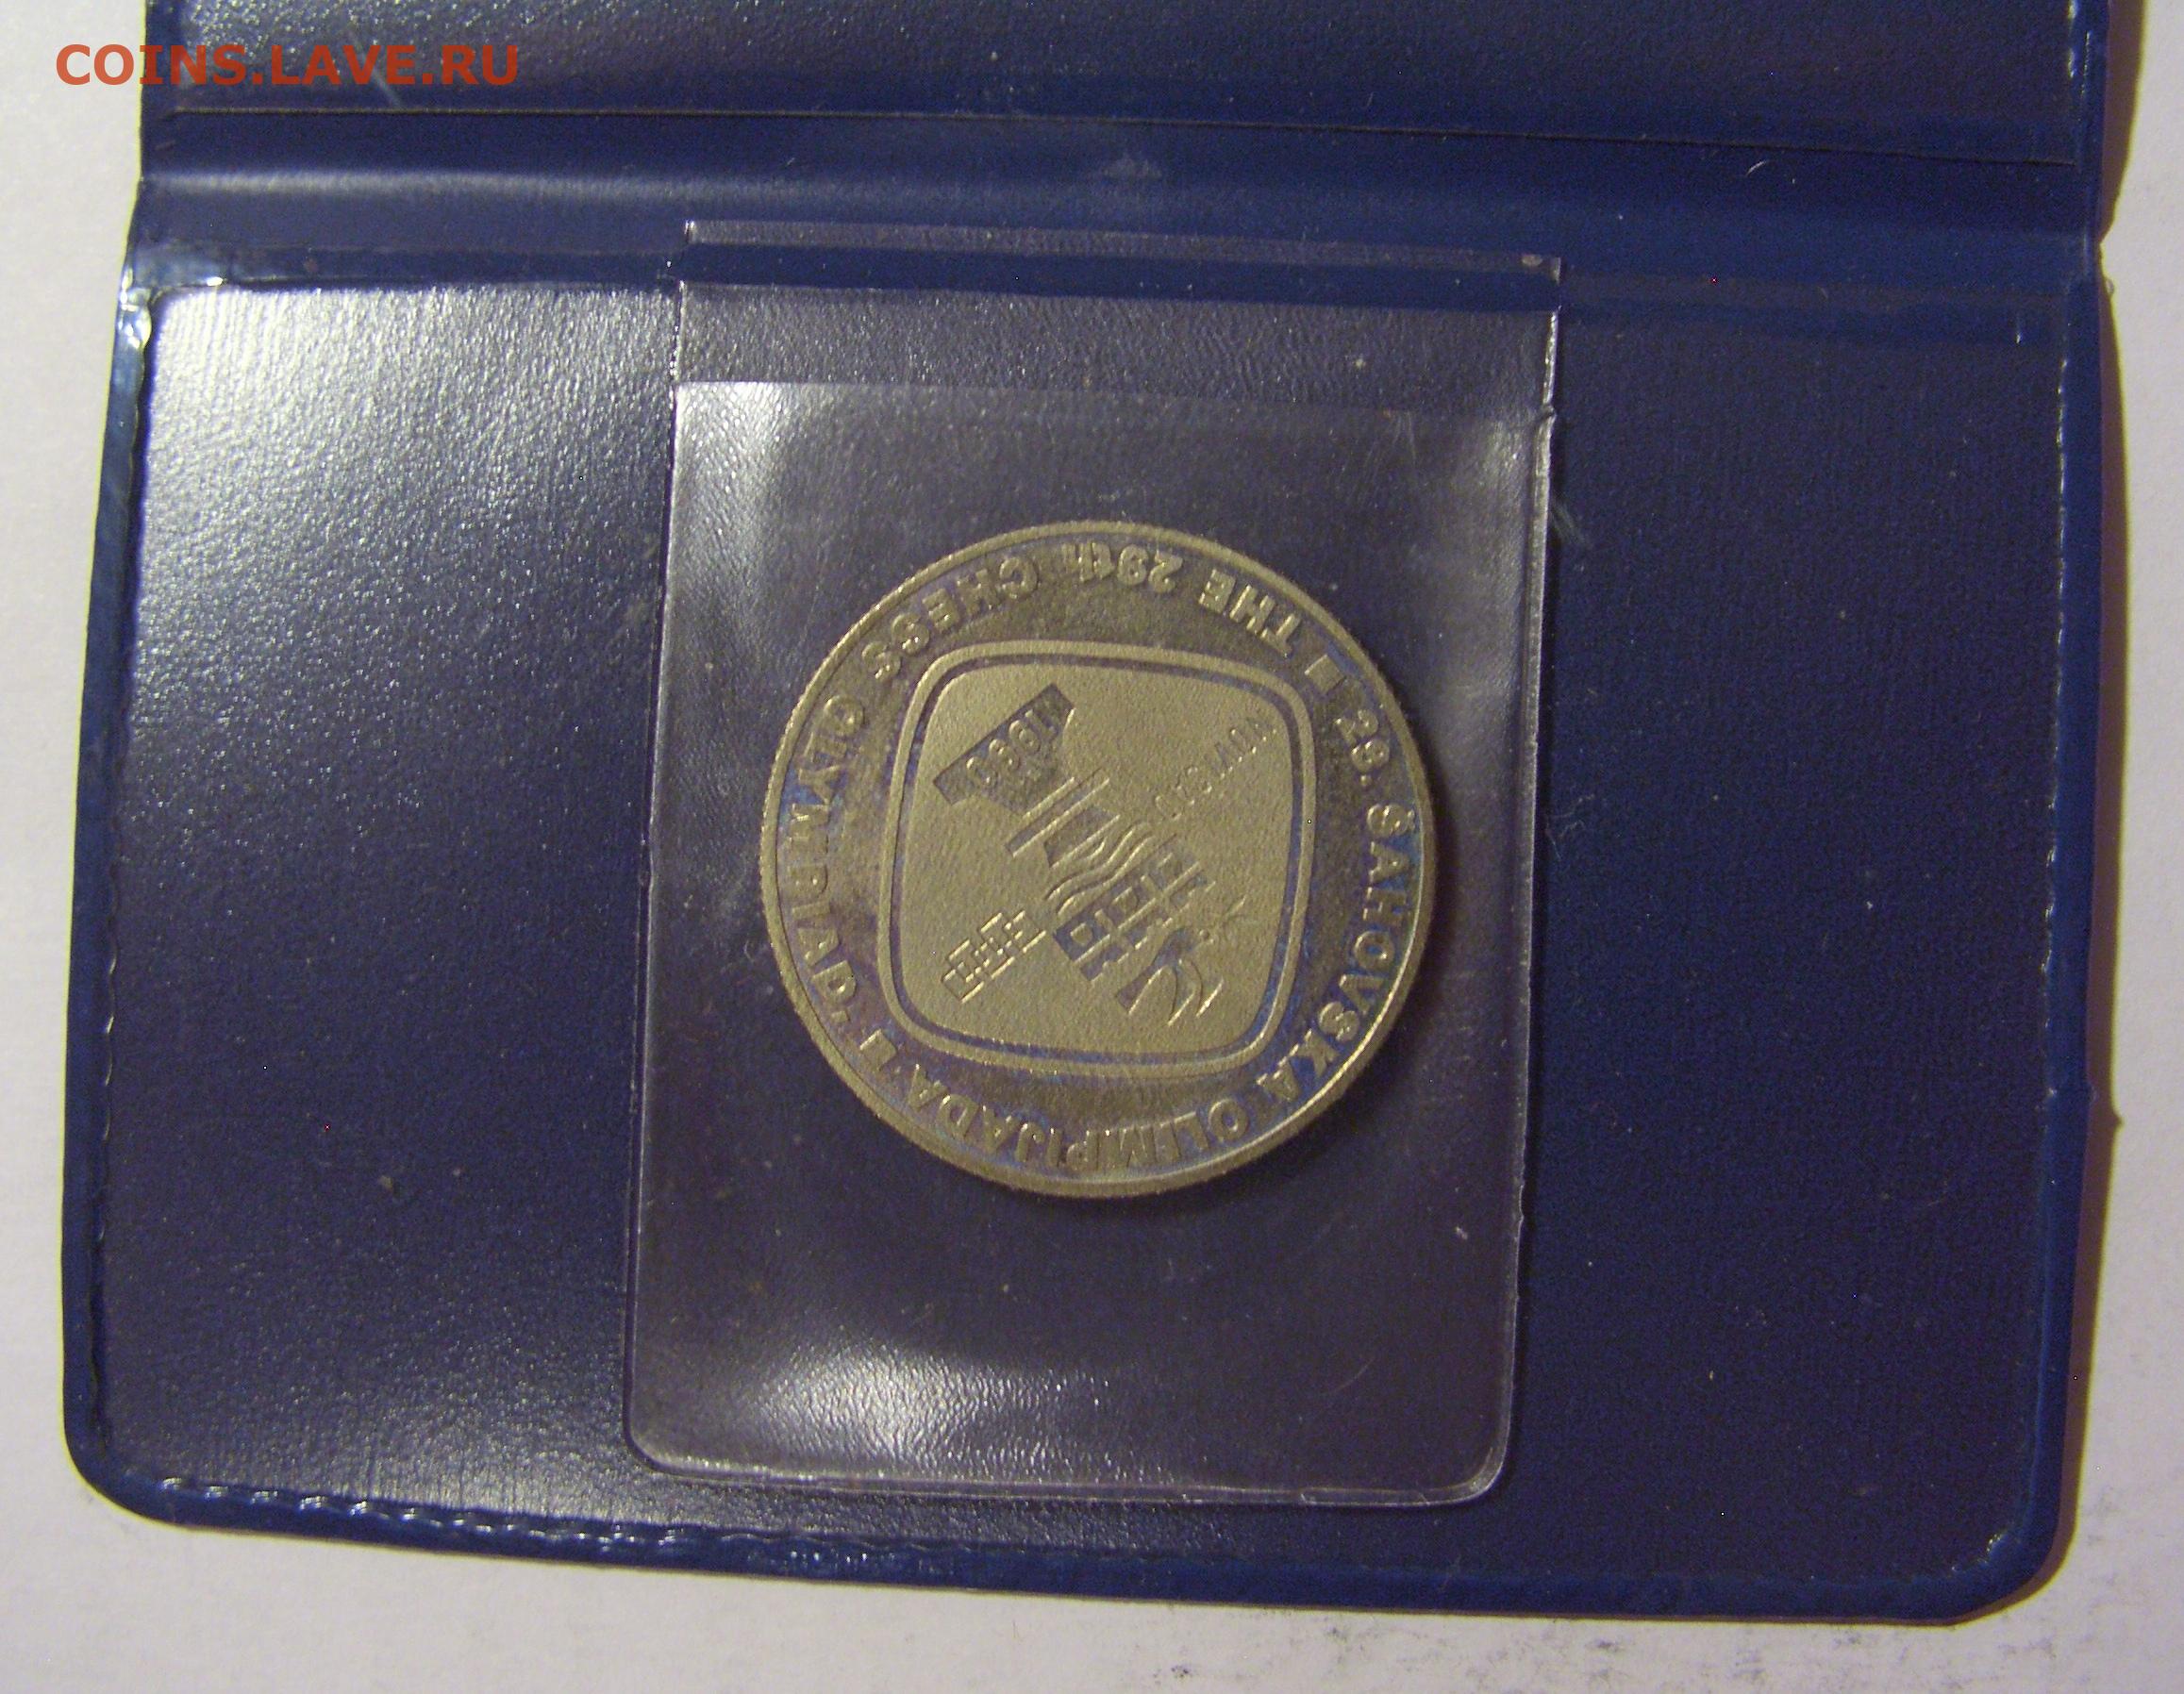 COINS.LAVE.RU
29. ŠAHOVSKA OLIMPIJADA
THE 29th CHESS OLYMPIAD.
NOVI SAD
1990